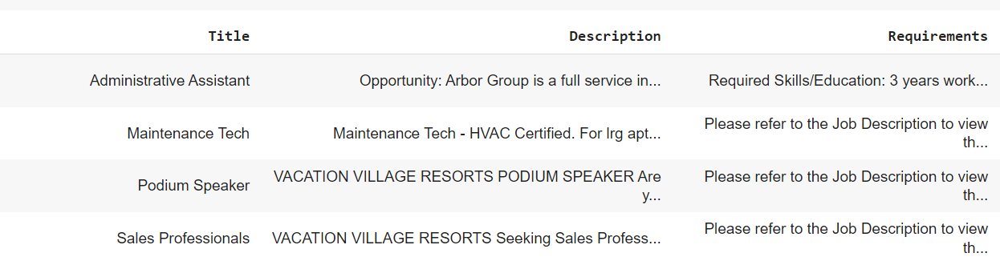 Title Description Requirements
Administrative Assistant Opportunity: Arbor Group is a full service in... Required Skills/Education: 3 years work...
Maintenance Tech Maintenance Tech - HVAC Certified. For lrg apt... Please refer to the Job Description to view
th...
Podium Speaker VACATION VILLAGE RESORTS PODIUM SPEAKER Are
y...
Please refer to the Job Description to view
th...
Sales Professionals VACATION VILLAGE RESORTS Seeking Sales Profess... Please refer to the Job Description to view
th...